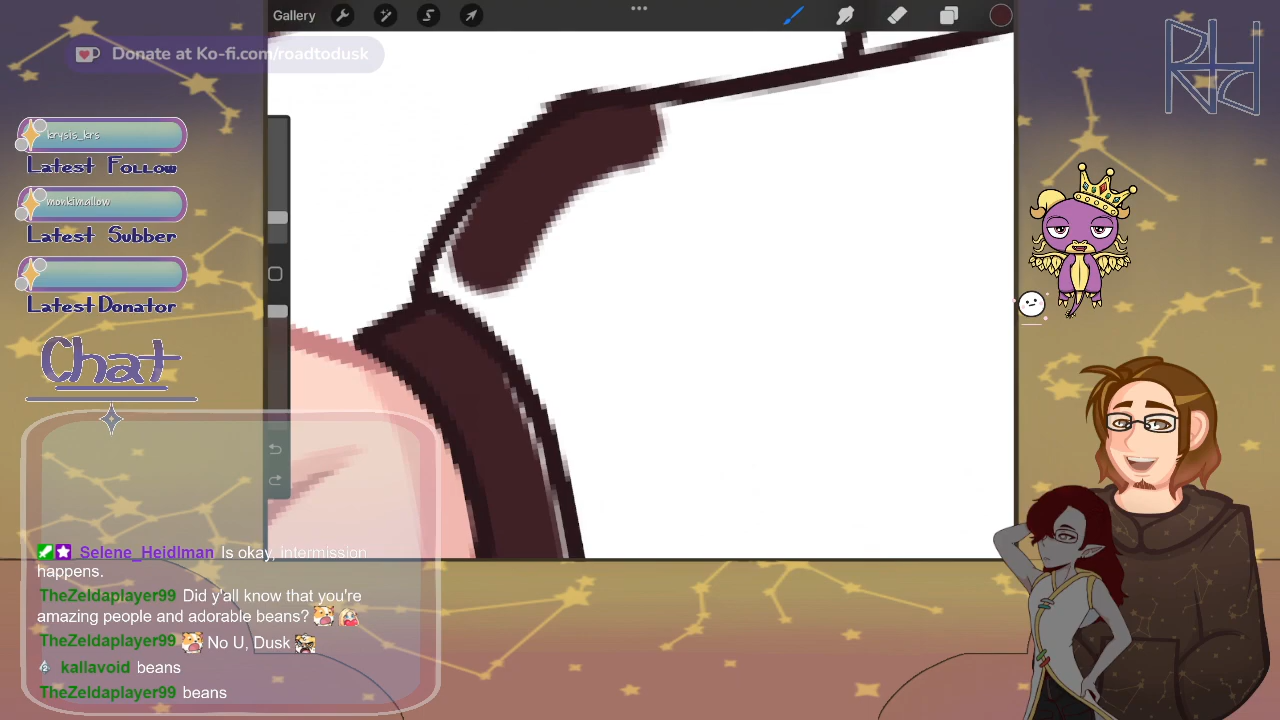 Gallery
Donate at Ko-fi.com/roadtodusk
krysis_krs
Latest Follow
monkimallow
Latest Subber
Latest Donator
Chat
Selene_Heidlman Is okay, intermission
happens.
TheZeldaplayer99 Did y'all know that you're
amazing people and adorable beans?
TheZeldaplayer99 No U, Dusk
kallavoid beans
TheZeldaplayer99 beans